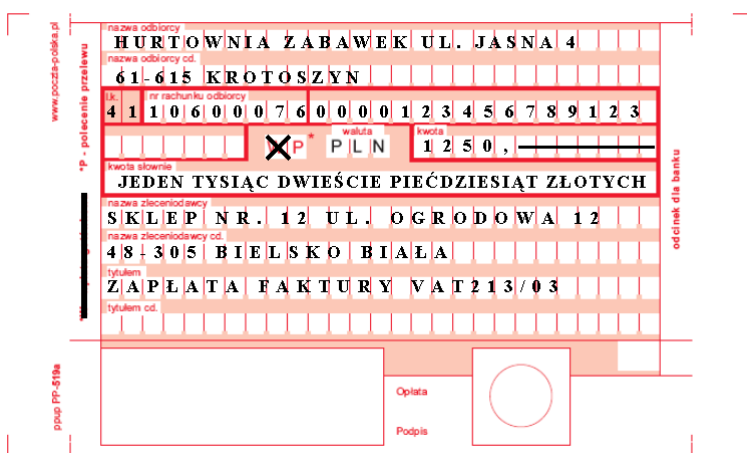 nazwa odbiorcy
HURTOWNIA ZABAWEK UL. JASNA 4
nazwa odbiorcy cd.
61-615 KROTOSZYN
l.k. nr rachunku odbiorcy
41 10600076 0000123456789123
waluta kwota
X P* PLN 1250,
kwota słownie
JEDEN TYSIĄC DWIEŚCIE PIEĆDZIESIĄT ZŁOTYCH
nazwa zleceniodawcy
SKLEP NR. 12 UL. OGRODOWA 12
nazwa zleceniodawcy cd.
48-305 BIELSKO BIAŁA
tytułem
ZAPŁATA FAKTURY VAT213/03
tytułem cd.
Opłata
Podpis
www.poczta-polska.pl
*P - polecenie przelewu
ppup PP-519a
odcinek dla banku